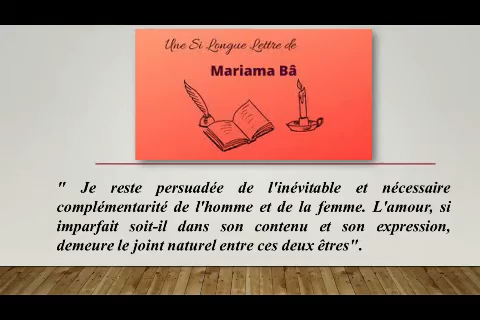 Une Si Longue Lettre de
Mariama Bâ
" Je reste persuadée de l'inévitable et nécessaire
complémentarité de l'homme et de la femme. L'amour, si
imparfait soit-il dans son contenu et son expression,
demeure le joint naturel entre ces deux êtres".